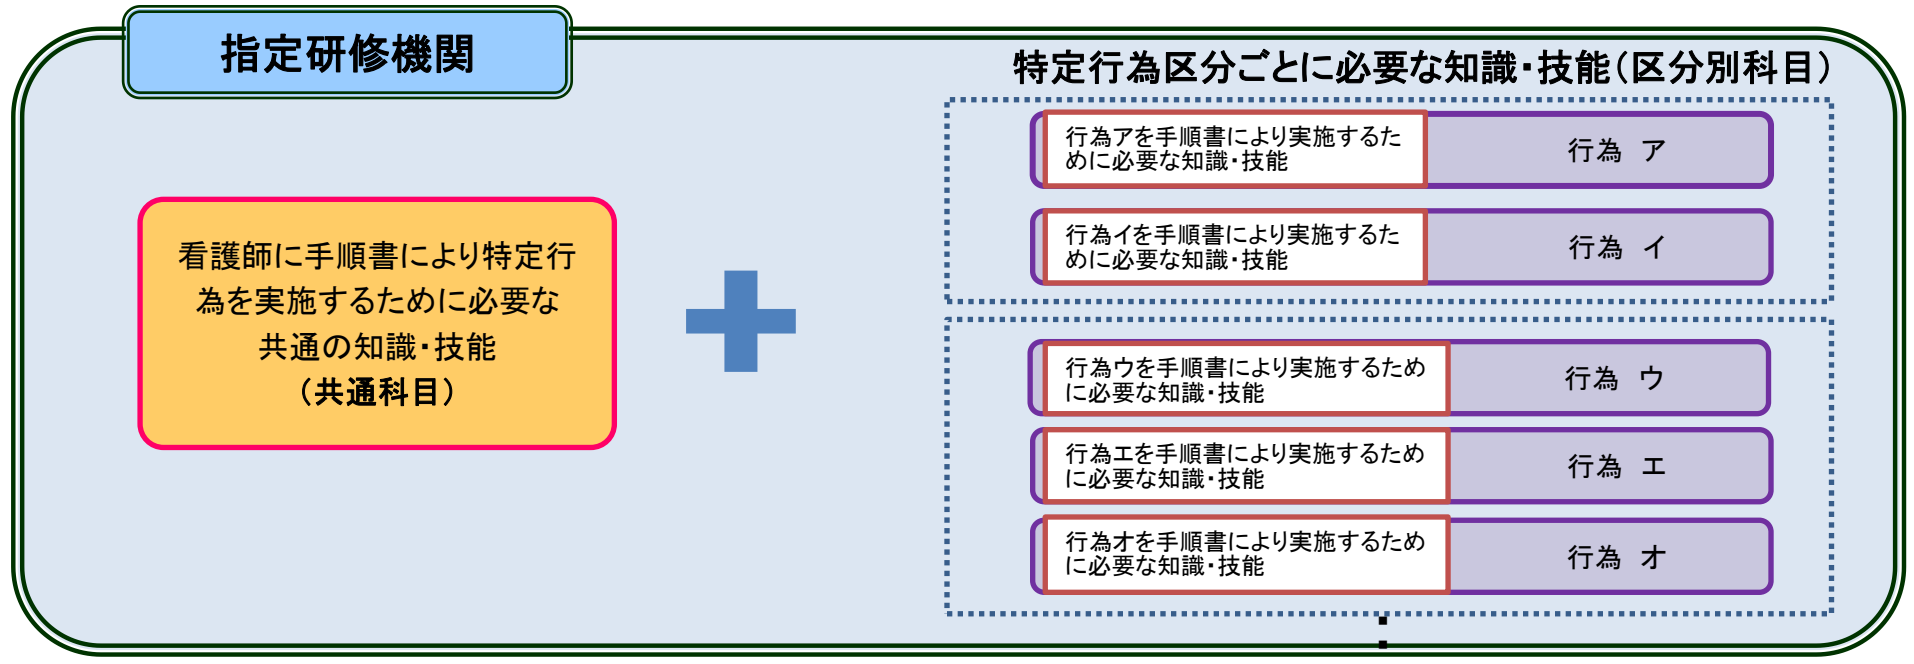 指定研修機関
特定行為区分ごとに必要な知識・技能（区分別科目）
看護師に手順書により特定行
為を実施するために必要な
共通の知識・技能
（共通科目）
行為アを手順書により実施するた
めに必要な知識・技能
行為 ア
行為イを手順書により実施するた
めに必要な知識・技能
行為 イ
行為ウを手順書により実施するため
に必要な知識・技能
行為 ウ
行為エを手順書により実施するため
に必要な知識・技能
行為 エ
行為オを手順書により実施するため
に必要な知識・技能
行為 オ